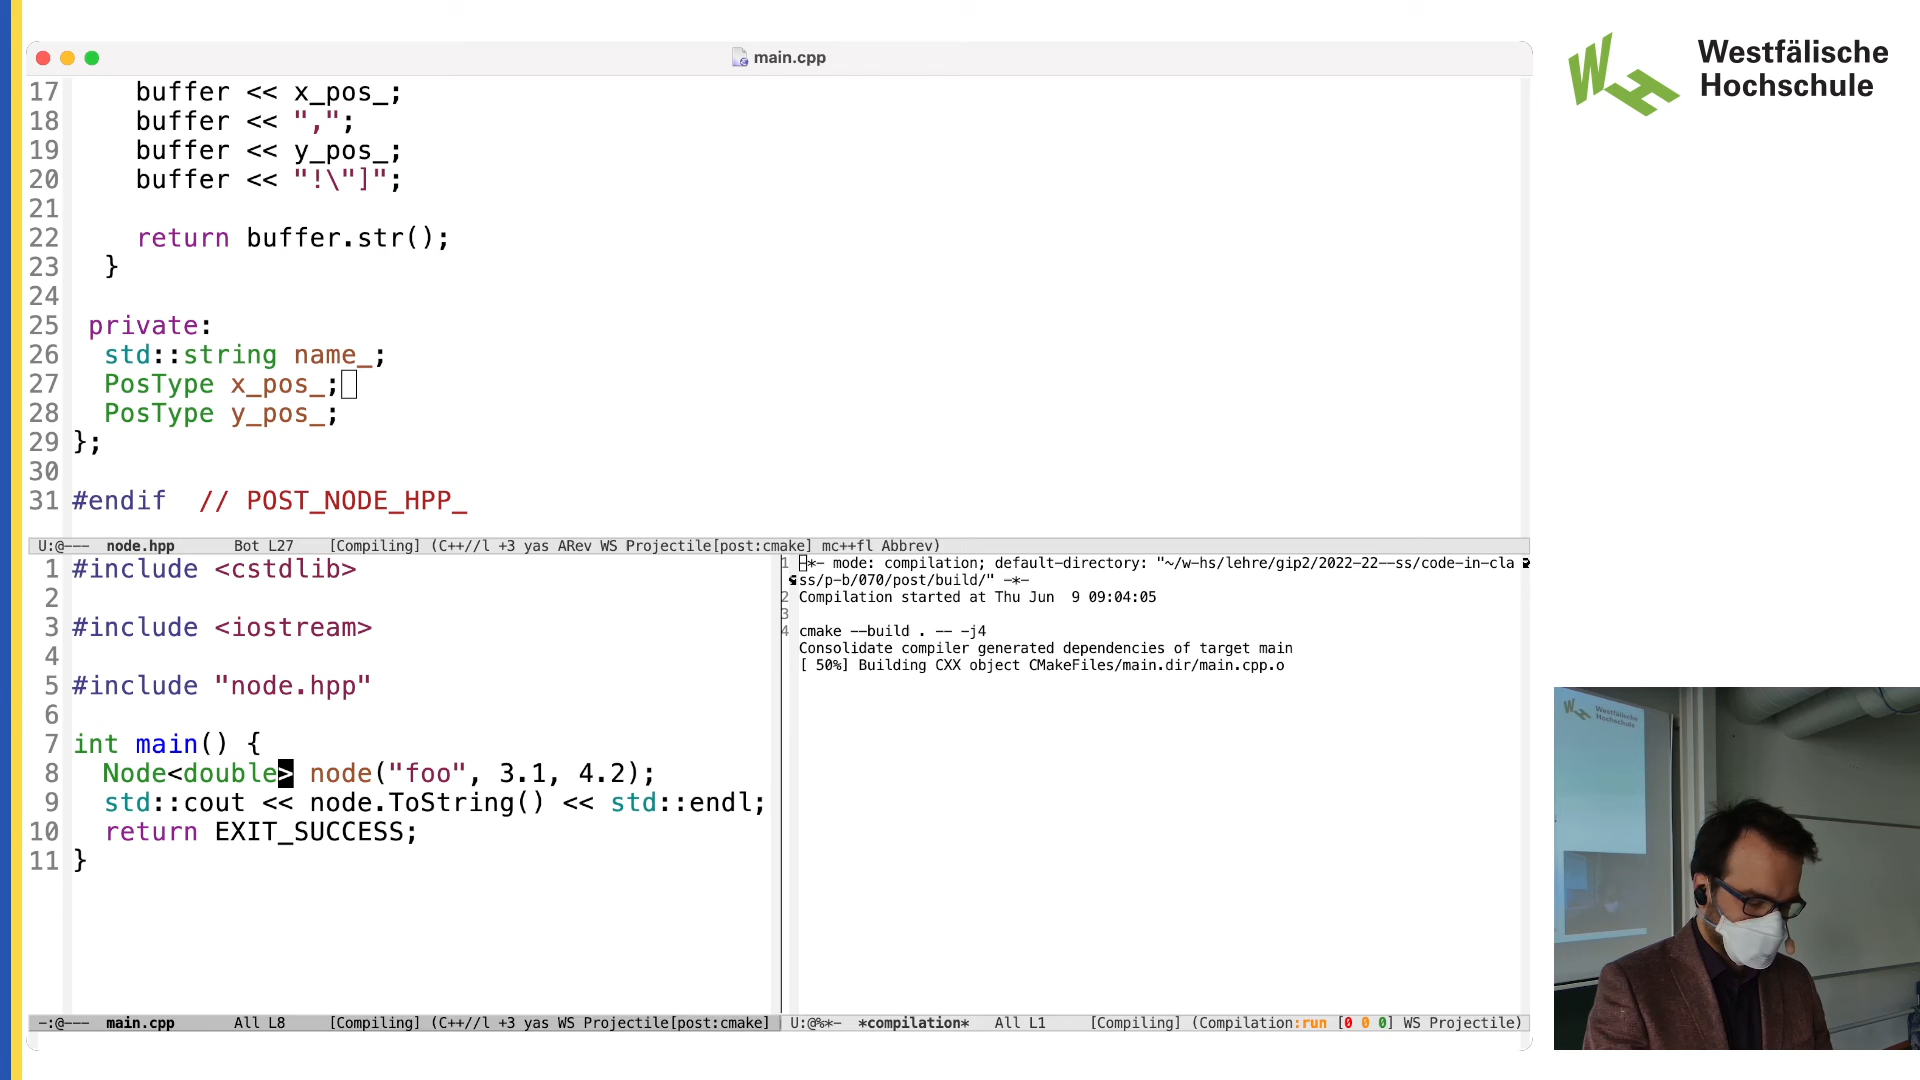 main.cpp
Westfälische
Hochschule
17 buffer << x_pos_;
18 buffer << ",";
19 buffer << y_pos_;
20 buffer << "!\"]";
21
22 return buffer.str();
23 }
24
25 private:
26 std::string name_;
27 PosType x_pos_;
28 PosType y_pos_;
29 };
30
31 #endif // POST_NODE_HPP_
U:@--- node.hpp Bot L27 [Compiling] (C++//l +3 yas ARev WS Projectile[post:cmake] mc++fl Abbrev)
1 #include <cstdlib>
2
3 #include <iostream>
4
5 #include "node.hpp"
6
7 int main() {
8 Node<double> node("foo", 3.1, 4.2);
9 std::cout << node.ToString() << std::endl;
10 return EXIT_SUCCESS;
11 }
-:@--- main.cpp All L8 [Compiling] (C++//l +3 yas WS Projectile[post:cmake]
1 -*- mode: compilation; default-directory: "~/w-hs/lehre/gip2/2022-22--ss/code-in-cla
ss/p-b/070/post/build/" -*-
2 Compilation started at Thu Jun 9 09:04:05
3
4 cmake --build . -- -j4
Consolidate compiler generated dependencies of target main
[ 50%] Building CXX object CMakeFiles/main.dir/main.cpp.o
U:@%*- *compilation* All L1 [Compiling] (Compilation:run [0 0 0] WS Projectile)
Westfälische
Hochschule